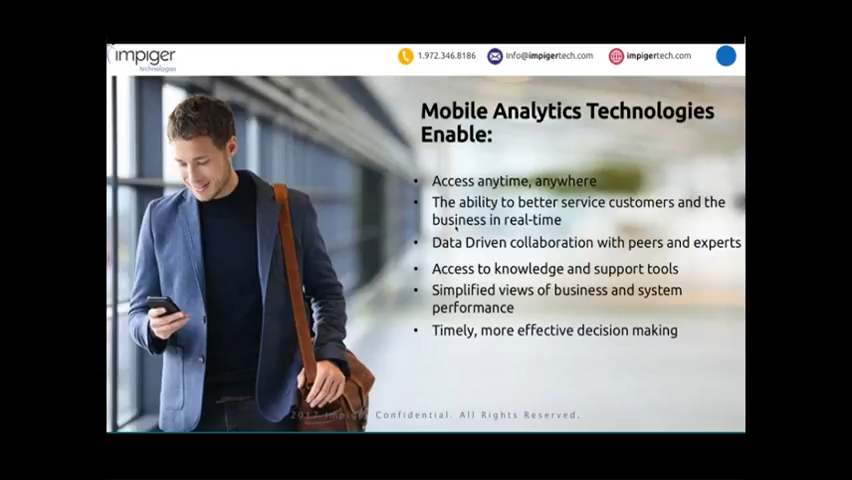 impiger
technologies
1.972.346.8186
info@impigertech.com
impigertech.com
Mobile Analytics Technologies
Enable:
• Access anytime, anywhere
• The ability to better service customers and the
business in real-time
• Data Driven collaboration with peers and experts
• Access to knowledge and support tools
• Simplified views of business and system
performance
• Timely, more effective decision making
2017 Impiger Confidential. All Rights Reserved.